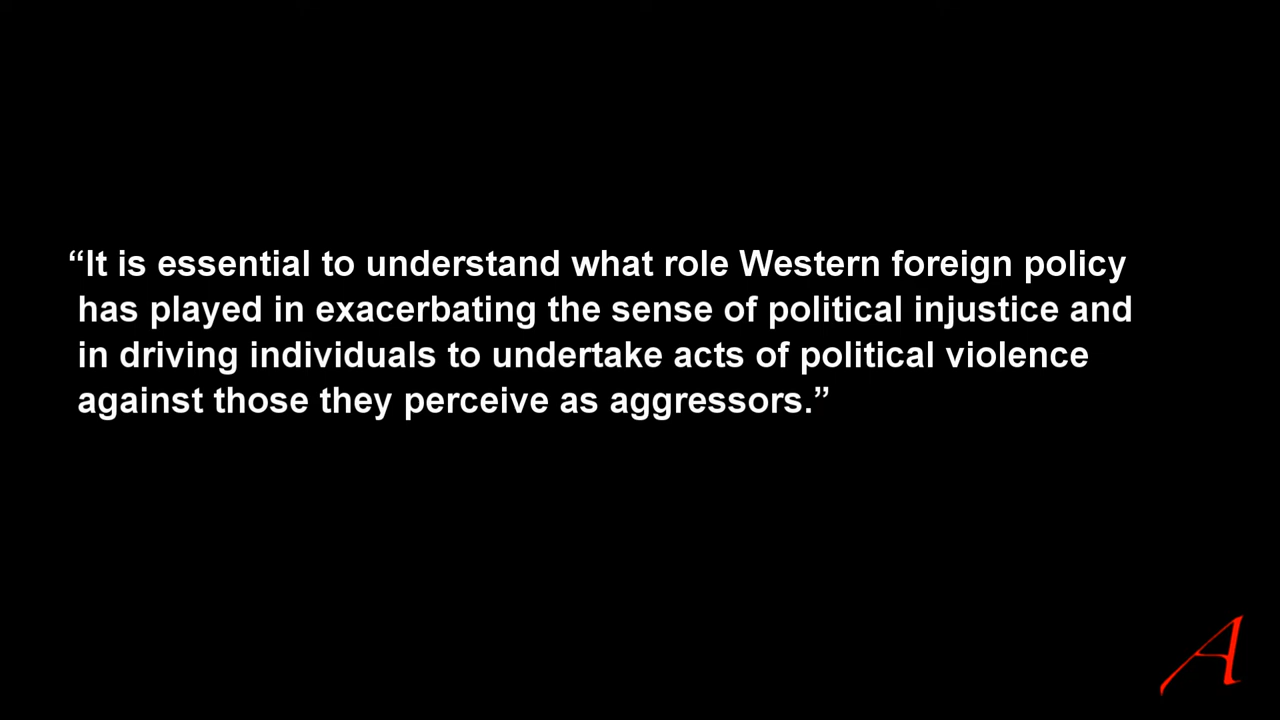 “It is essential to understand what role Western foreign policy
has played in exacerbating the sense of political injustice and
in driving individuals to undertake acts of political violence
against those they perceive as aggressors.”
A